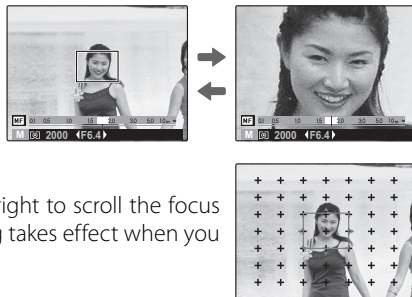 MF 0.1 0.5 1.0 1.5 2.0 3.0 5.0 10m ∞
M 2000 F6.4
MF 0.1 0.5 1.0 1.5 2.0 3.0 5.0 10m ∞
M 2000 F6.4
right to scroll the focus
g takes effect when you